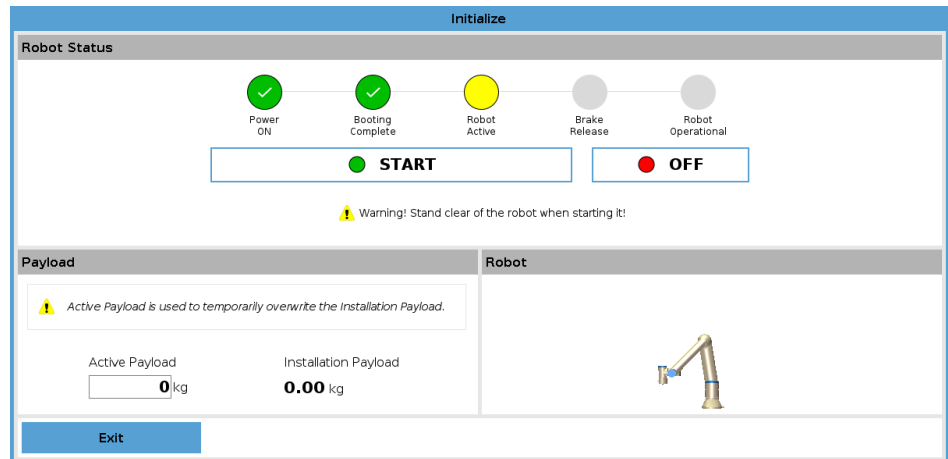 Initialize
Robot Status
Power
ON
Booting
Complete
Robot
Active
Brake
Release
Robot
Operational
START
OFF
Warning! Stand clear of the robot when starting it!
Payload
Robot
Active Payload is used to temporarily overwrite the Installation Payload.
Active Payload
Installation Payload
0 kg
0.00 kg
Exit